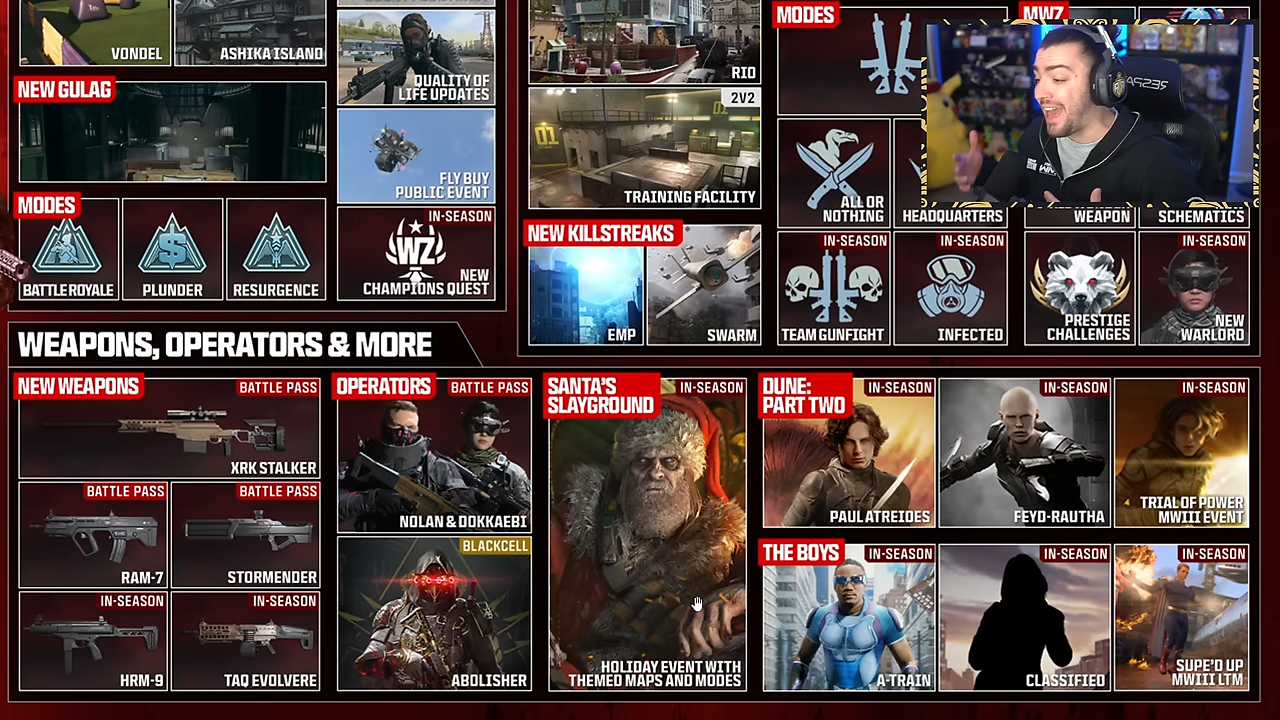 VONDEL
ASHIKA ISLAND
NEW GULAG
MODES
BATTLE ROYALE
PLUNDER
RESURGENCE
QUALITY OF
LIFE UPDATES
FLY BUY
PUBLIC EVENT
IN-SEASON
WZ
NEW
CHAMPIONS QUEST
RIO
2V2
TRAINING FACILITY
NEW KILLSTREAKS
EMP
SWARM
MODES
ALL OR
NOTHING
HEADQUARTERS
IN-SEASON
TEAM GUNFIGHT
IN-SEASON
INFECTED
MWZ
WEAPON
SCHEMATICS
PRESTIGE
CHALLENGES
IN-SEASON
NEW
WARLORD
WEAPONS, OPERATORS & MORE
NEW WEAPONS
BATTLE PASS
XRK STALKER
BATTLE PASS
RAM-7
BATTLE PASS
STORMENDER
IN-SEASON
HRM-9
IN-SEASON
TAQ EVOLVERE
OPERATORS
BATTLE PASS
NOLAN & DOKKAEBI
BLACKCELL
ABOLISHER
SANTA'S
SLAYGROUND
IN-SEASON
HOLIDAY EVENT WITH
THEMED MAPS AND MODES
DUNE:
PART TWO
IN-SEASON
PAUL ATREIDES
IN-SEASON
FEYD-RAUTHA
IN-SEASON
TRIAL OF POWER
MWIII EVENT
THE BOYS
IN-SEASON
A-TRAIN
IN-SEASON
CLASSIFIED
IN-SEASON
SUPE'D UP
MWIII LTM